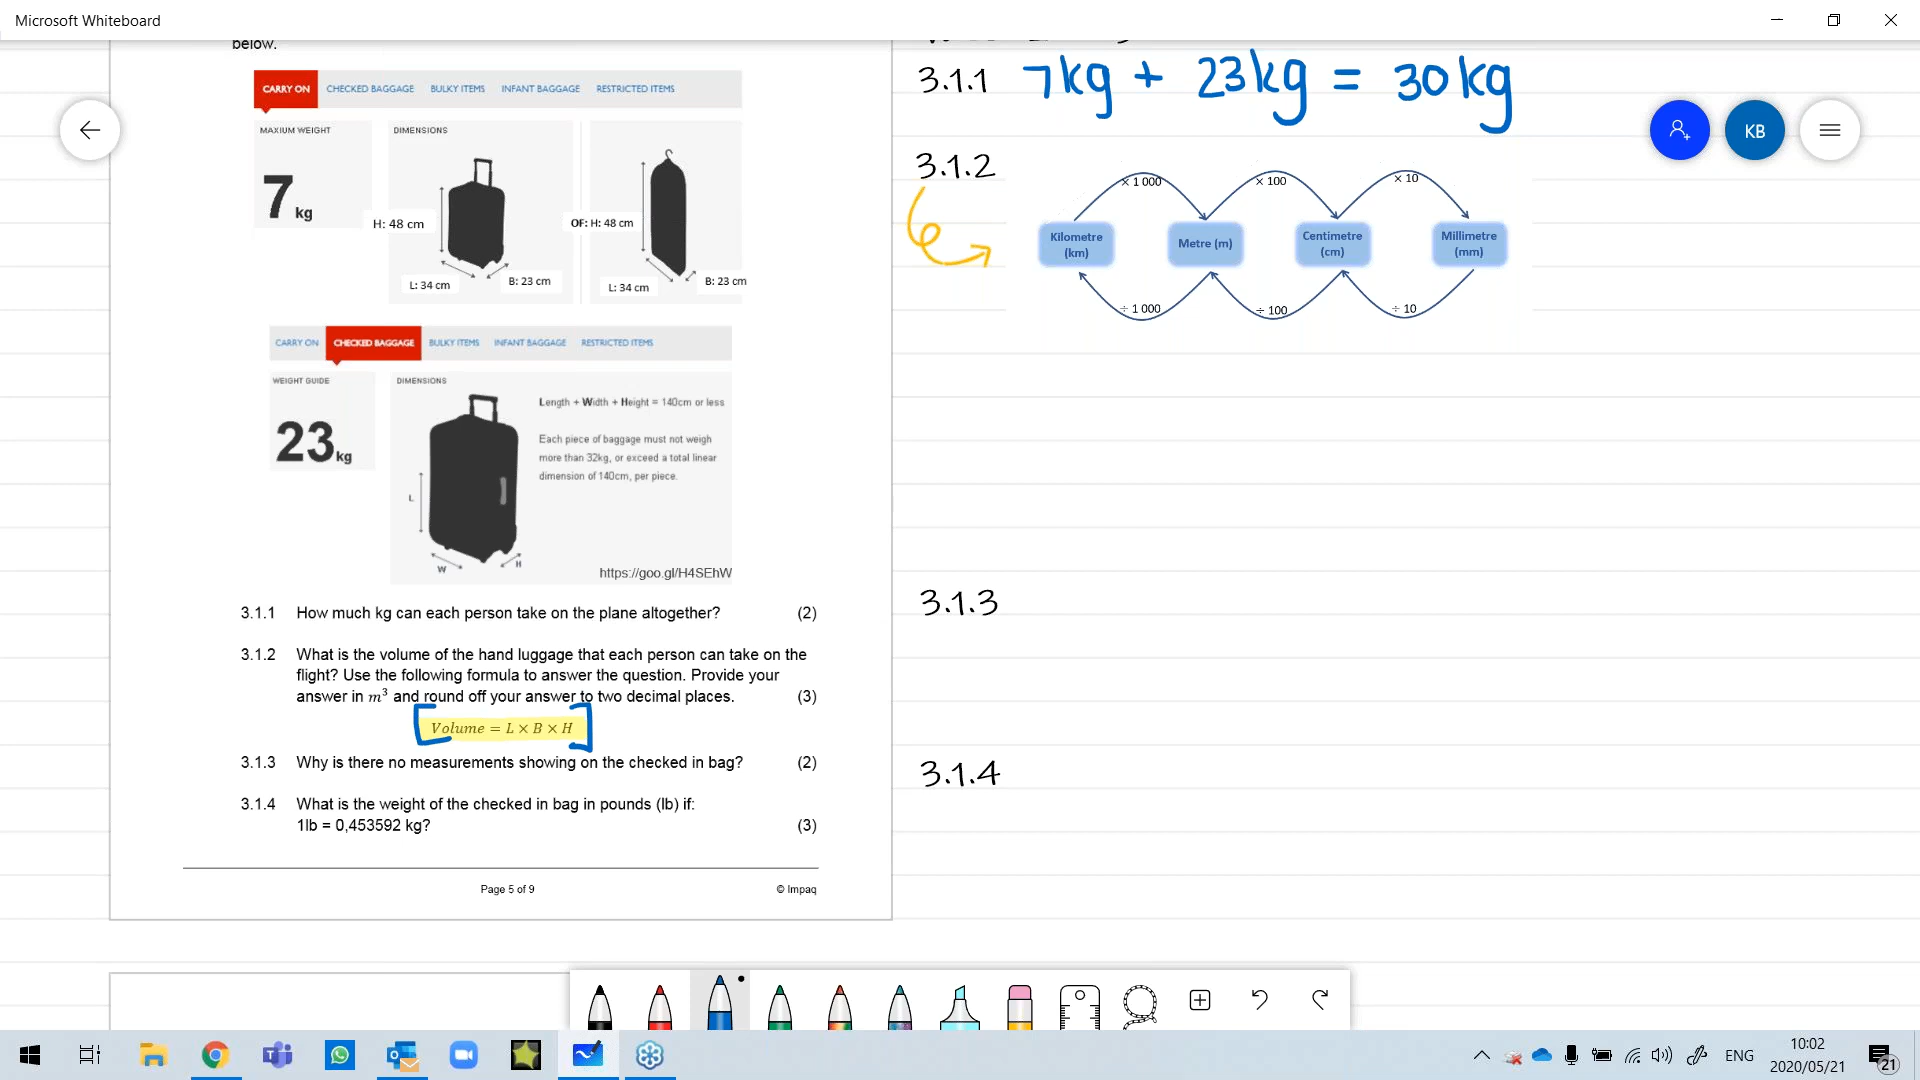 Microsoft Whiteboard
below.
CARRY ON CHECKED BAGGAGE BULKY ITEMS INFANT BAGGAGE RESTRICTED ITEMS
MAXIUM WEIGHT
7 kg
DIMENSIONS
H: 48 cm
L: 34 cm
B: 23 cm
OF: H: 48 cm
L: 34 cm
B: 23 cm
CARRY ON CHECKED BAGGAGE BULKY ITEMS INFANT BAGGAGE RESTRICTED ITEMS
WEIGHT GUIDE
23 kg
DIMENSIONS
Length + Width + Height = 140cm or less
Each piece of baggage must not weigh
more than 32kg, or exceed a total linear
dimension of 140cm, per piece.
L
W
H
https://goo.gl/H4SEhW
3.1.1 How much kg can each person take on the plane altogether? (2)
3.1.2 What is the volume of the hand luggage that each person can take on the
flight? Use the following formula to answer the question. Provide your
answer in m³ and round off your answer to two decimal places. (3)
Volume = L × B × H
3.1.3 Why is there no measurements showing on the checked in bag? (2)
3.1.4 What is the weight of the checked in bag in pounds (lb) if:
1lb = 0,453592 kg? (3)
Page 5 of 9 © Impaq
3.1.1 7kg + 23kg = 30kg
3.1.2
× 1 000 × 100 × 10
Kilometre (km)
Metre (m)
Centimetre (cm)
Millimetre (mm)
÷ 1 000 ÷ 100 ÷ 10
3.1.3
3.1.4
KB
ENG
10:02
2020/05/21
21